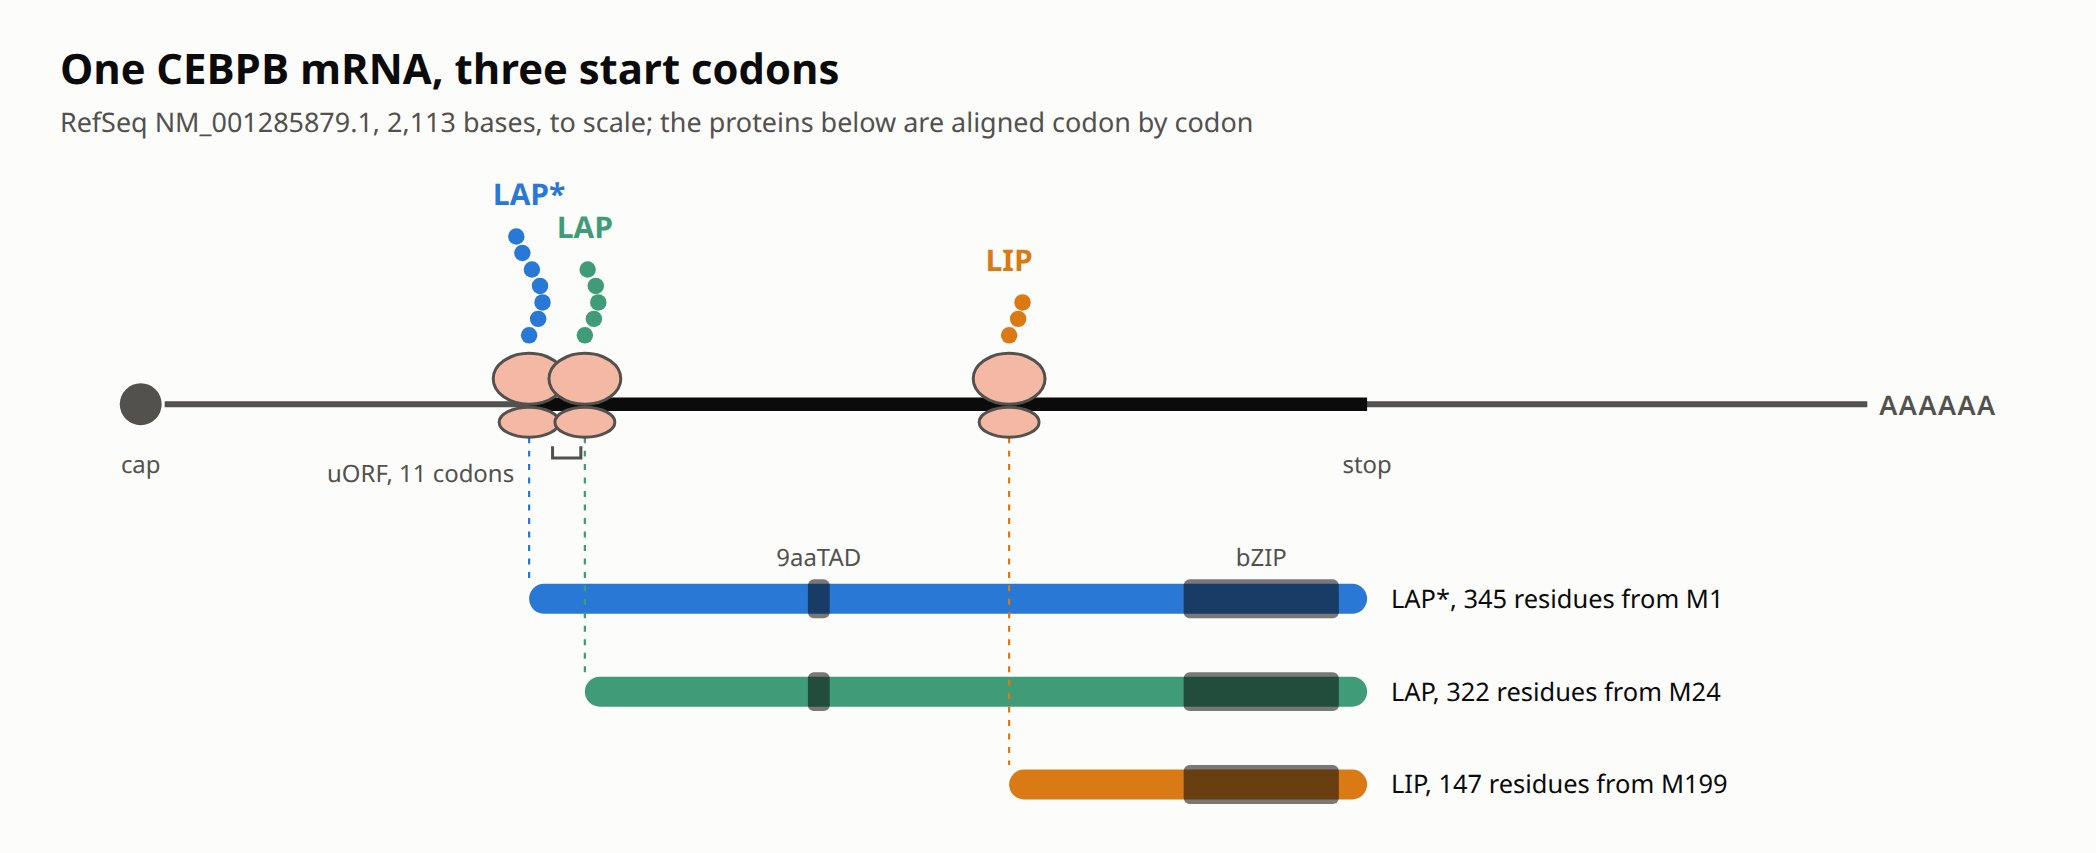 One CEBPB mRNA, three start codons
RefSeq NM_001285879.1, 2,113 bases, to scale; the proteins below are aligned codon by codon
LAP*
LAP
LIP
AAAAAA
cap
uORF, 11 codons
stop
9aaTAD
bZIP
LAP*, 345 residues from M1
LAP, 322 residues from M24
LIP, 147 residues from M199